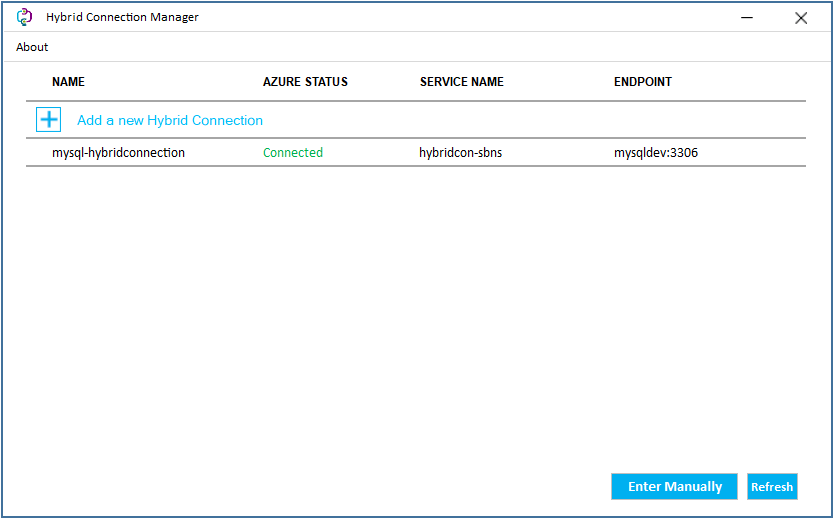 Hybrid Connection Manager
About
NAME AZURE STATUS SERVICE NAME ENDPOINT
Add a new Hybrid Connection
mysql-hybridconnection Connected hybridcon-sbns mysqldev:3306
Enter Manually Refresh